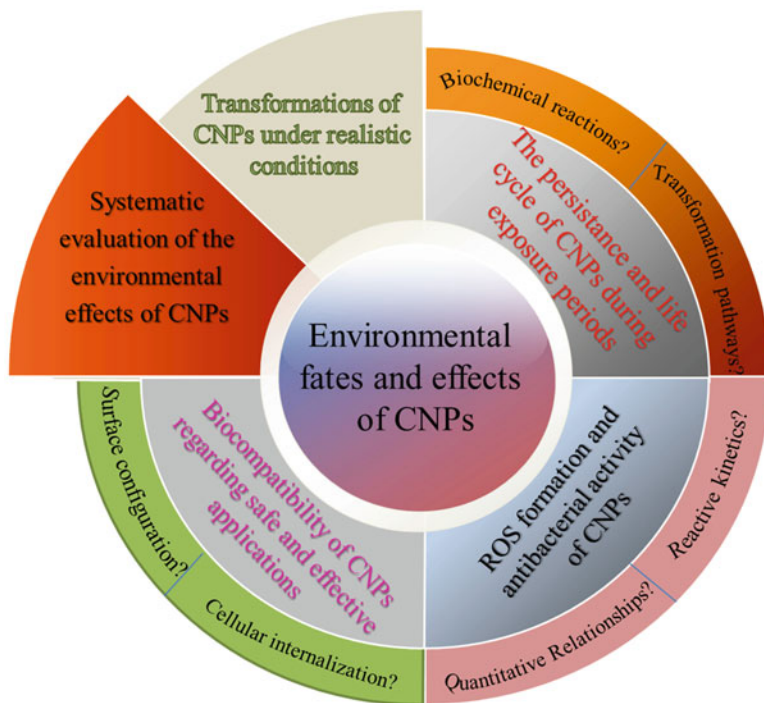 Transformations of
CNPs under realistic
conditions
Biochemical reactions?
Transformation pathways?
The persistance and life
cycle of CNPs during
exposure periods
Systematic
evaluation of the
environmental
effects of CNPs
Environmental
fates and effects
of CNPs
Surface configuration?
Cellular internalization?
Biocompatibility of CNPs
regarding safe and effective
applications
ROS formation and
antibacterial activity
of CNPs
Reactive kinetics?
Quantitative Relationships?